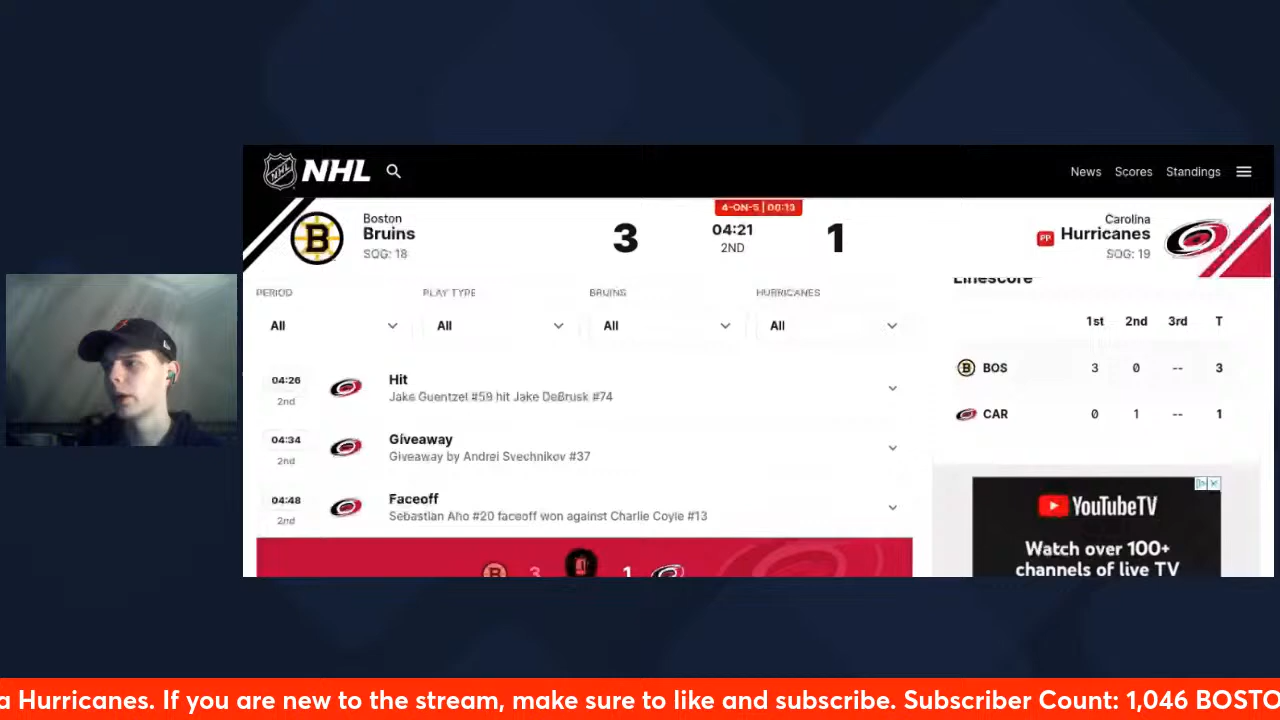 NHL
News Scores Standings
4-ON-5 | 00:13
Boston
Bruins
SOG: 18
3
04:21
2ND
1
PP
Carolina
Hurricanes
SOG: 19
PERIOD PLAY TYPE BRUINS HURRICANES
All All All All
04:26
2nd
Hit
Jake Guentzel #59 hit Jake DeBrusk #74
04:34
2nd
Giveaway
Giveaway by Andrei Svechnikov #37
04:48
2nd
Faceoff
Sebastian Aho #20 faceoff won against Charlie Coyle #13
3 1
Linescore
1st 2nd 3rd T
BOS 3 0 -- 3
CAR 0 1 -- 1
YouTubeTV
Watch over 100+
channels of live TV
a Hurricanes. If you are new to the stream, make sure to like and subscribe. Subscriber Count: 1,046 BOSTO